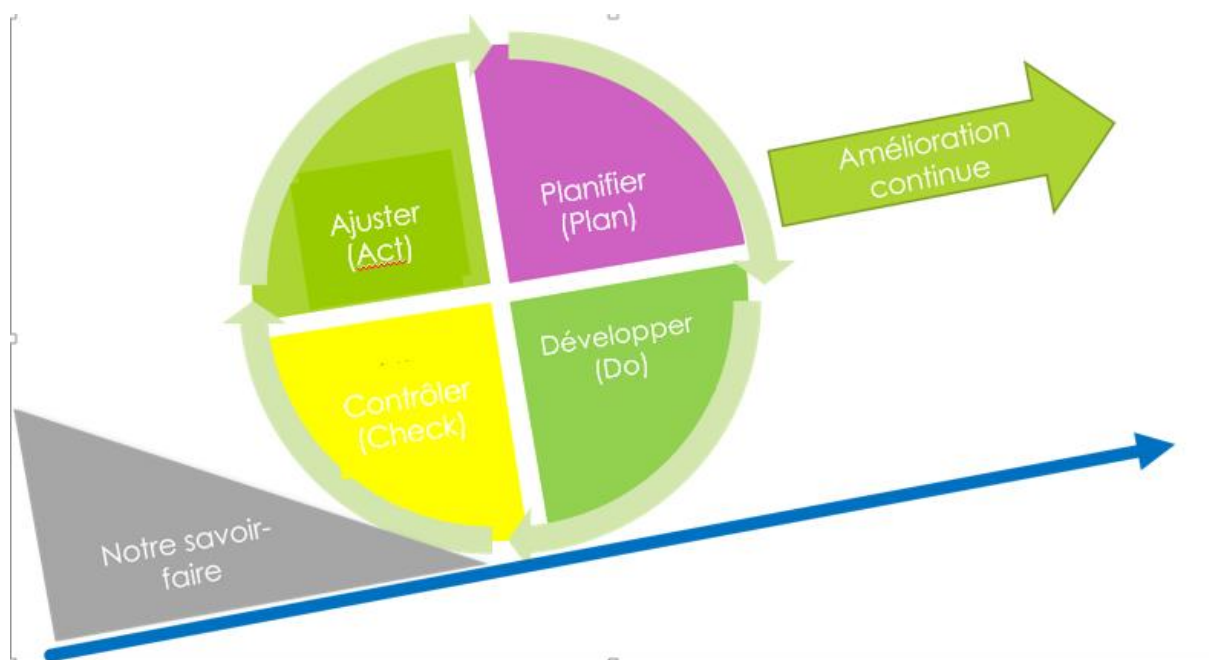 Ajuster
(Act)
Planifier
(Plan)
Amélioration
continue
Développer
(Do)
Contrôler
(Check)
Notre savoir-
faire